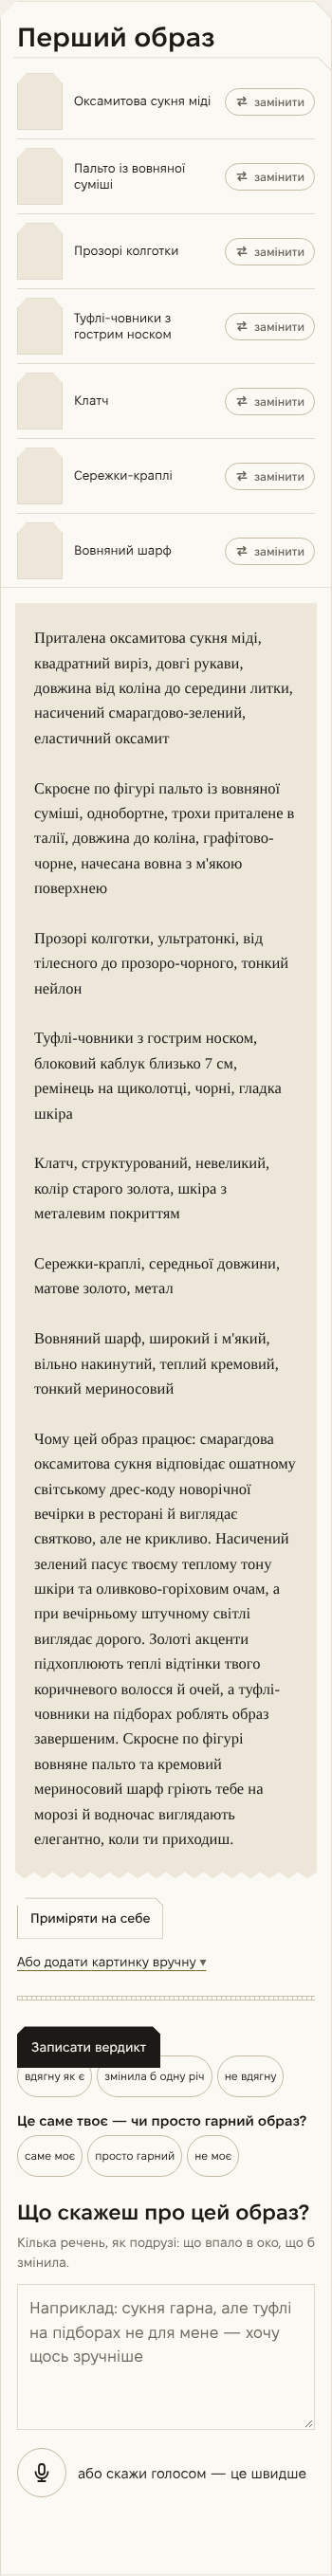 Перший образ
Оксамитова сукня міді
замінити
Пальто із вовняної
суміші
замінити
Прозорі колготки
замінити
Туфлі-човники з
гострим носком
замінити
Клатч
замінити
Сережки-краплі
замінити
Вовняний шарф
замінити
Приталена оксамитова сукня міді,
квадратний виріз, довгі рукави,
довжина від коліна до середини литки,
насичений смарагдово-зелений,
еластичний оксамит
Скроєне по фігурі пальто із вовняної
суміші, однобортне, трохи приталене в
талії, довжина до коліна, графітово-
чорне, начесана вовна з м'якою
поверхнею
Прозорі колготки, ультратонкі, від
тілесного до прозоро-чорного, тонкий
нейлон
Туфлі-човники з гострим носком,
блоковий каблук близько 7 см,
ремінець на щиколотці, чорні, гладка
шкіра
Клатч, структурований, невеликий,
колір старого золота, шкіра з
металевим покриттям
Сережки-краплі, середньої довжини,
матове золото, метал
Вовняний шарф, широкий і м'який,
вільно накинутий, теплий кремовий,
тонкий мериносовий
Чому цей образ працює: смарагдова
оксамитова сукня відповідає ошатному
світському дрес-коду новорічної
вечірки в ресторані й виглядає
святково, але не крикливо. Насичений
зелений пасує твоєму теплому тону
шкіри та оливково-горіховим очам, а
при вечірньому штучному світлі
виглядає дорого. Золоті акценти
підхоплюють теплі відтінки твого
коричневого волосся й очей, а туфлі-
човники на підборах роблять образ
завершеним. Скроєне по фігурі
вовняне пальто та кремовий
мериносовий шарф гріють тебе на
морозі й водночас виглядають
елегантно, коли ти приходиш.
Приміряти на себе
Або додати картинку вручну ▾
Записати вердикт
вдягну як є
змінила б одну річ
не вдягну
Це саме твоє — чи просто гарний образ?
саме моє
просто гарний
не моє
Що скажеш про цей образ?
Кілька речень, як подрузі: що впало в око, що б
змінила.
Наприклад: сукня гарна, але туфлі
на підборах не для мене — хочу
щось зручніше
або скажи голосом — це швидше